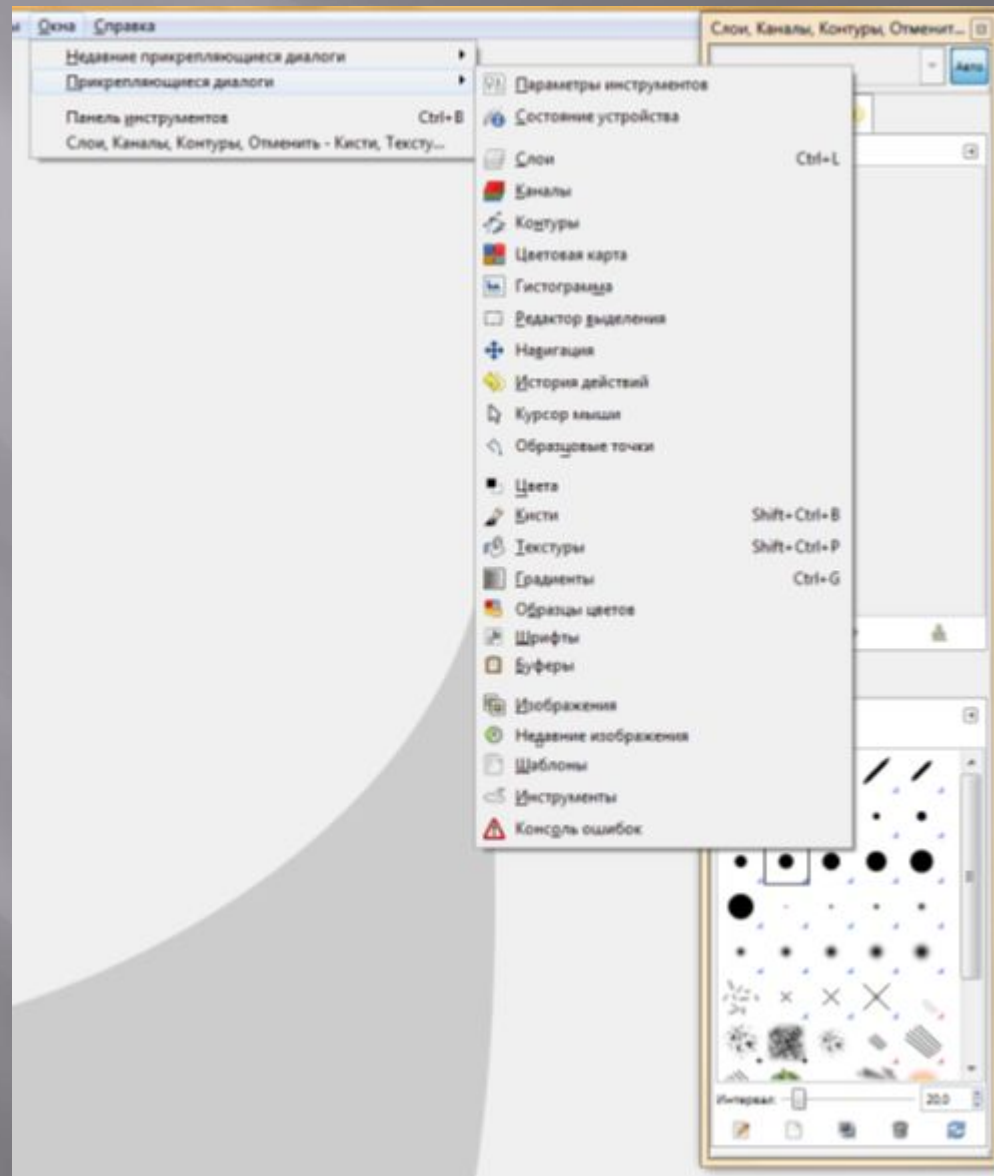 Окна Справка
Слои, Каналы, Контуры, Отменит...
Недавние прикрепляющиеся диалоги
Прикрепляющиеся диалоги
Панель инструментов Ctrl+B
Слои, Каналы, Контуры, Отменить - Кисти, Тексту...
Авто
Параметры инструментов
Состояние устройства
Слои Ctrl+L
Каналы
Контуры
Цветовая карта
Гистограмма
Редактор выделения
Навигация
История действий
Курсор мыши
Образцовые точки
Цвета
Кисти Shift+Ctrl+B
Текстуры Shift+Ctrl+P
Градиенты Ctrl+G
Образцы цветов
Шрифты
Буферы
Изображения
Недавние изображения
Шаблоны
Инструменты
Консоль ошибок
Интервал: 20,0